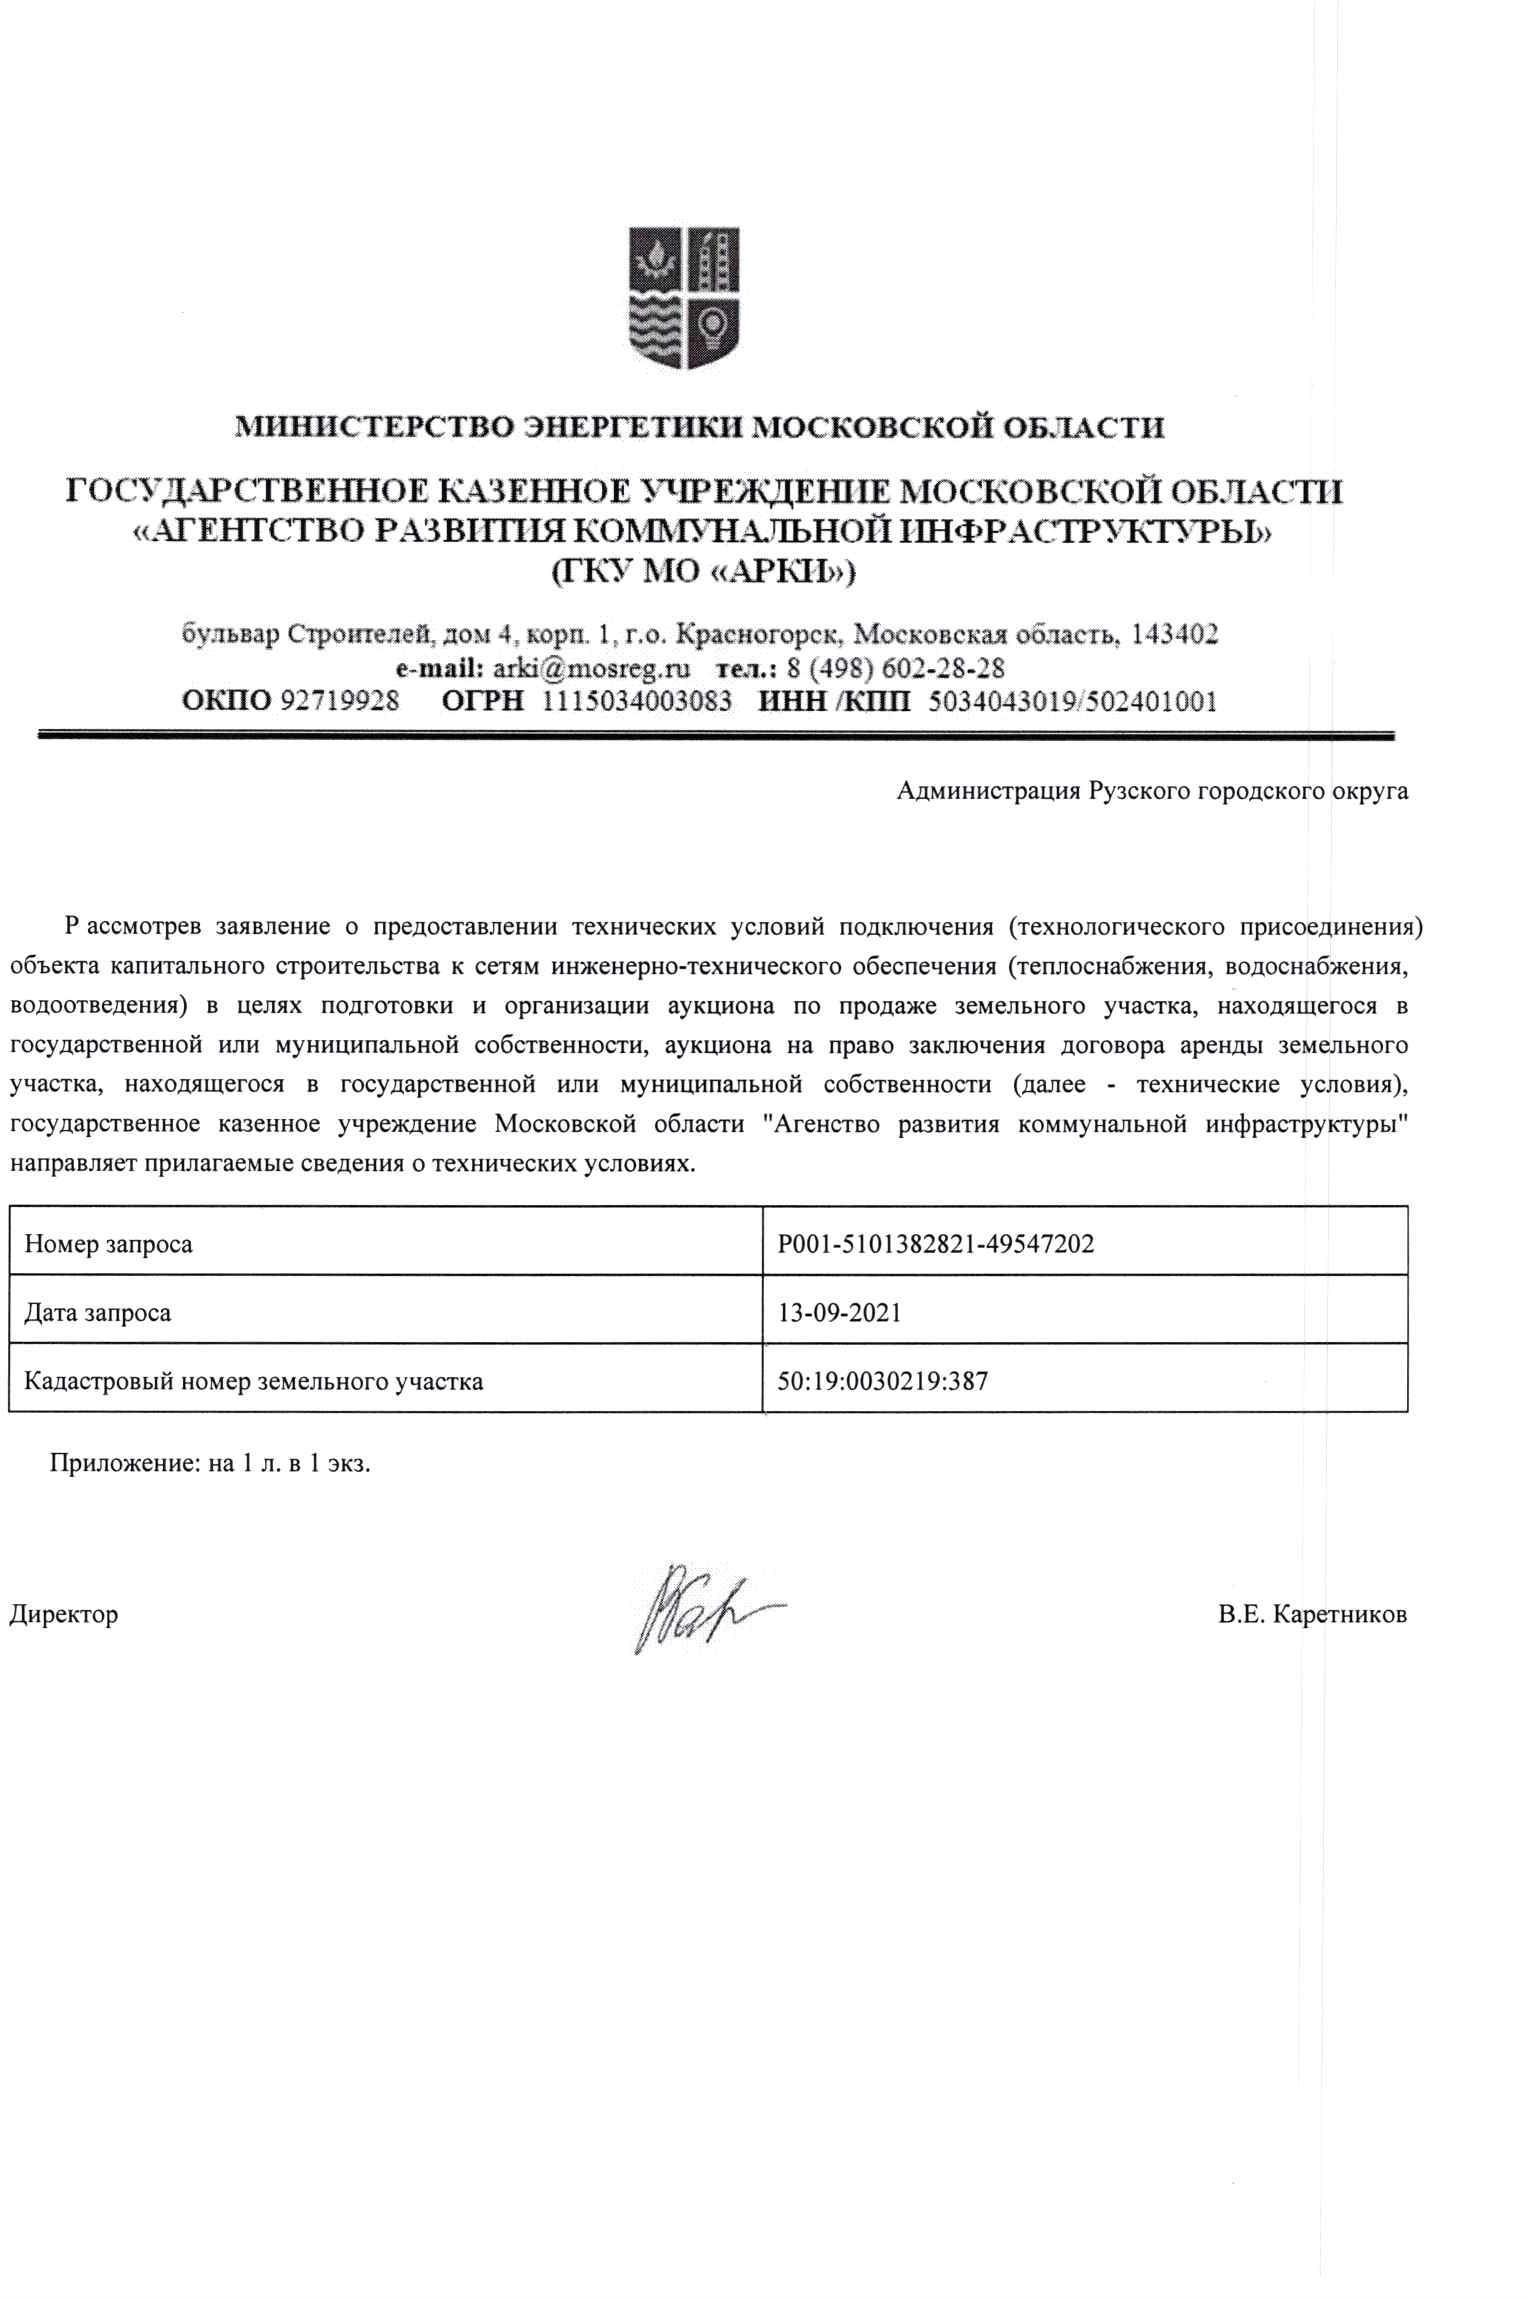 МИНИСТЕРСТВО ЭНЕРГЕТИКИ МОСКОВСКОЙ ОБЛАСТИ
ГОСУДАРСТВЕННОЕ КАЗЕННОЕ УЧРЕЖДЕНИЕ МОСКОВСКОЙ ОБЛАСТИ
«АГЕНТСТВО РАЗВИТИЯ КОММУНАЛЬНОЙ ИНФРАСТРУКТУРЫ»
(ГКУ МО «АРКИ»)
бульвар Строителей, дом 4, корп. 1, г.о. Красногорск, Московская область, 143402
e-mail: arki@mosreg.ru тел.: 8 (498) 602-28-28
ОКПО 92719928 ОГРН 1115034003083 ИНН /КПП 5034043019/502401001
Администрация Рузского городского округа
Р ассмотрев заявление о предоставлении технических условий подключения (технологического присоединения)
объекта капитального строительства к сетям инженерно-технического обеспечения (теплоснабжения, водоснабжения,
водоотведения) в целях подготовки и организации аукциона по продаже земельного участка, находящегося в
государственной или муниципальной собственности, аукциона на право заключения договора аренды земельного
участка, находящегося в государственной или муниципальной собственности (далее - технические условия),
государственное казенное учреждение Московской области "Агенство развития коммунальной инфраструктуры"
направляет прилагаемые сведения о технических условиях.
Номер запроса P001-5101382821-49547202
Дата запроса 13-09-2021
Кадастровый номер земельного участка 50:19:0030219:387
Приложение: на 1 л. в 1 экз.
Директор В.Е. Каретников